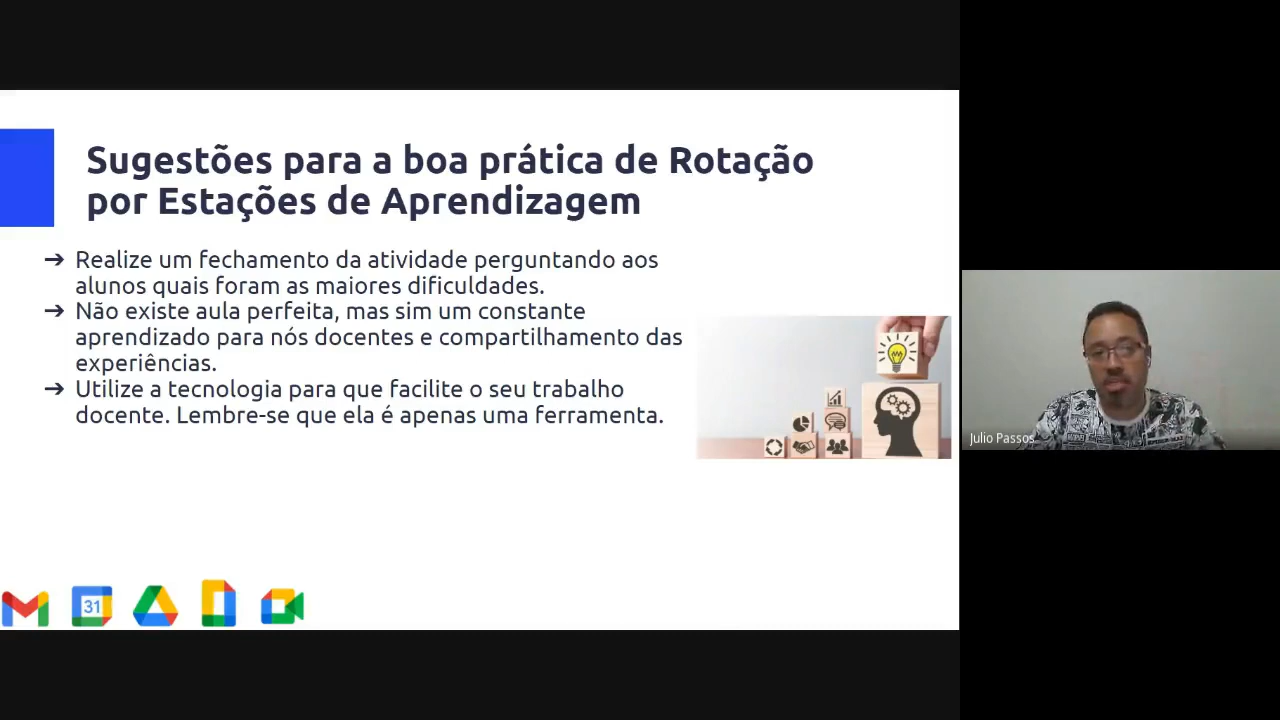 Sugestões para a boa prática de Rotação
por Estações de Aprendizagem
➔ Realize um fechamento da atividade perguntando aos
alunos quais foram as maiores dificuldades.
➔ Não existe aula perfeita, mas sim um constante
aprendizado para nós docentes e compartilhamento das
experiências.
➔ Utilize a tecnologia para que facilite o seu trabalho
docente. Lembre-se que ela é apenas uma ferramenta.
31
Julio Passos